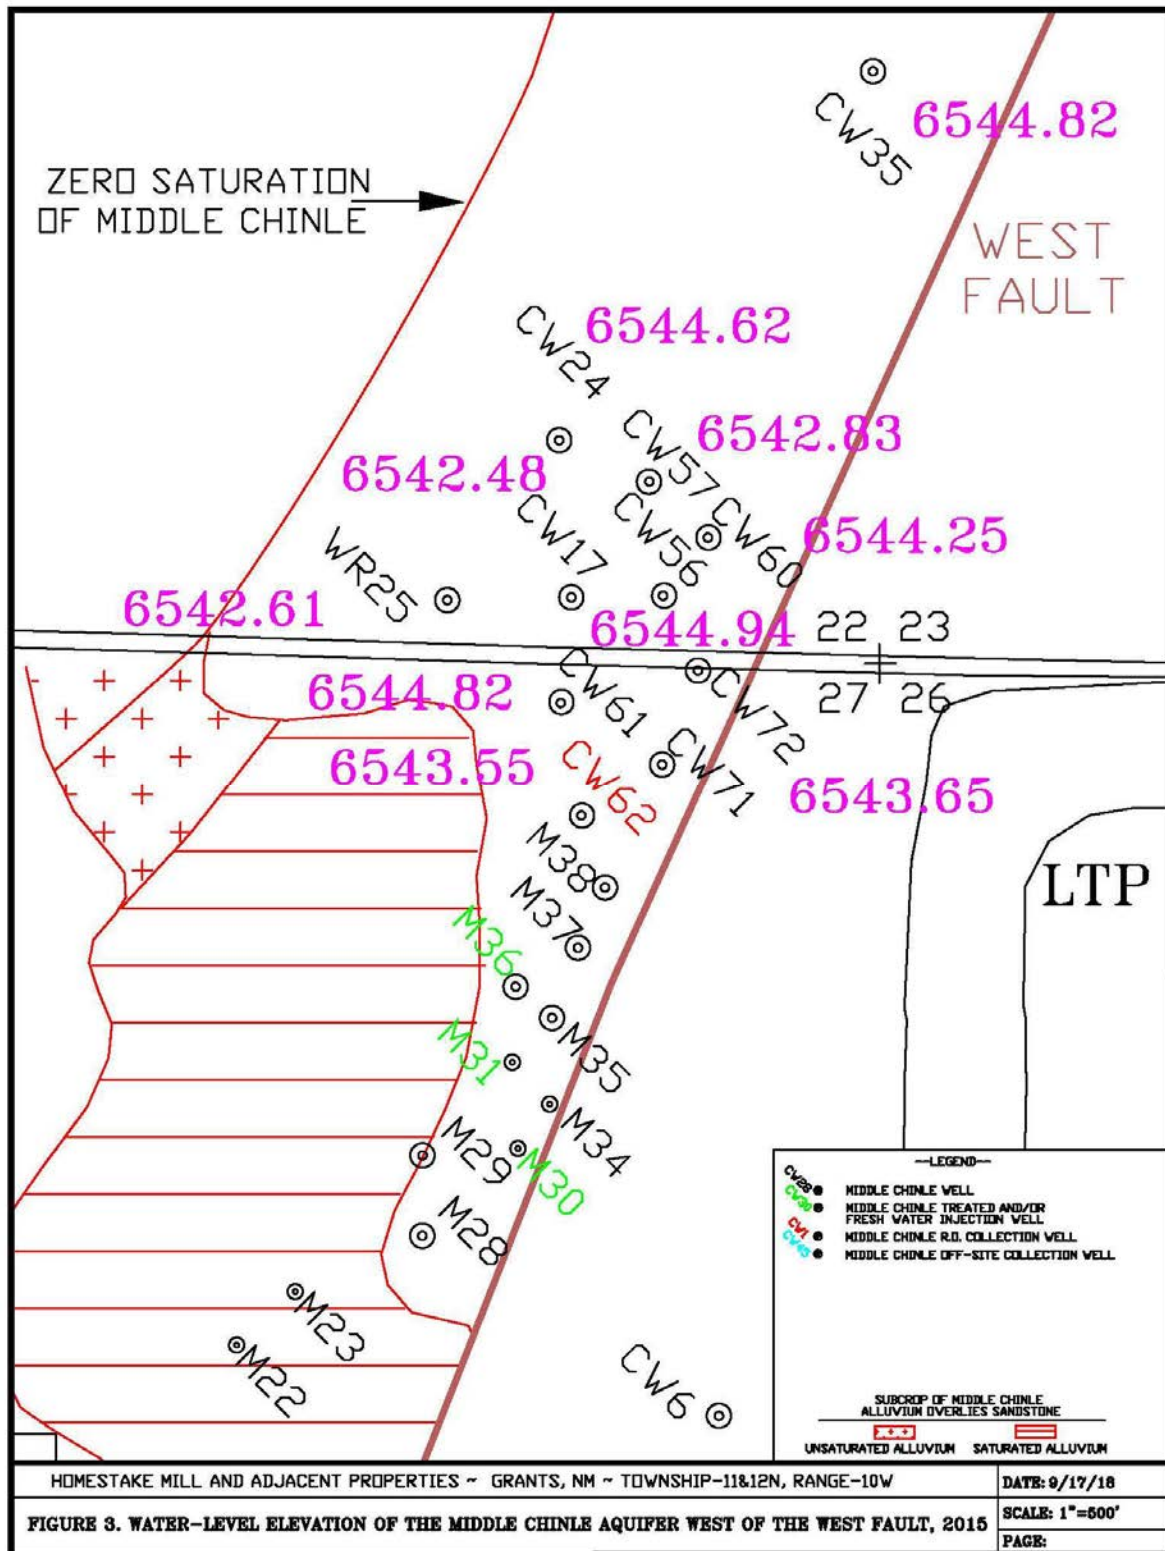 CW35
6544.82
ZERO SATURATION
OF MIDDLE CHINLE
WEST
FAULT
CW24
6544.62
CW57
6542.83
6542.48
CW17
CW56
CW60
6544.25
WR25
6542.61
6544.94
22 23
27 26
6544.82
CW61
CW72
6543.55
CW62
CW71
6543.65
M38
LTP
M37
M36
M35
M31
M34
M29
M30
M28
M23
M22
CW6
--LEGEND--
CW28 MIDDLE CHINLE WELL
CW30 MIDDLE CHINLE TREATED AND/OR
FRESH WATER INJECTION WELL
CW1 MIDDLE CHINLE R.O. COLLECTION WELL
CW45 MIDDLE CHINLE OFF-SITE COLLECTION WELL
SUBCROP OF MIDDLE CHINLE
ALLUVIUM OVERLIES SANDSTONE
UNSATURATED ALLUVIUM SATURATED ALLUVIUM
HOMESTAKE MILL AND ADJACENT PROPERTIES ~ GRANTS, NM ~ TOWNSHIP-11&12N, RANGE-10W
DATE: 9/17/18
FIGURE 3. WATER-LEVEL ELEVATION OF THE MIDDLE CHINLE AQUIFER WEST OF THE WEST FAULT, 2015
SCALE: 1"=500'
PAGE: